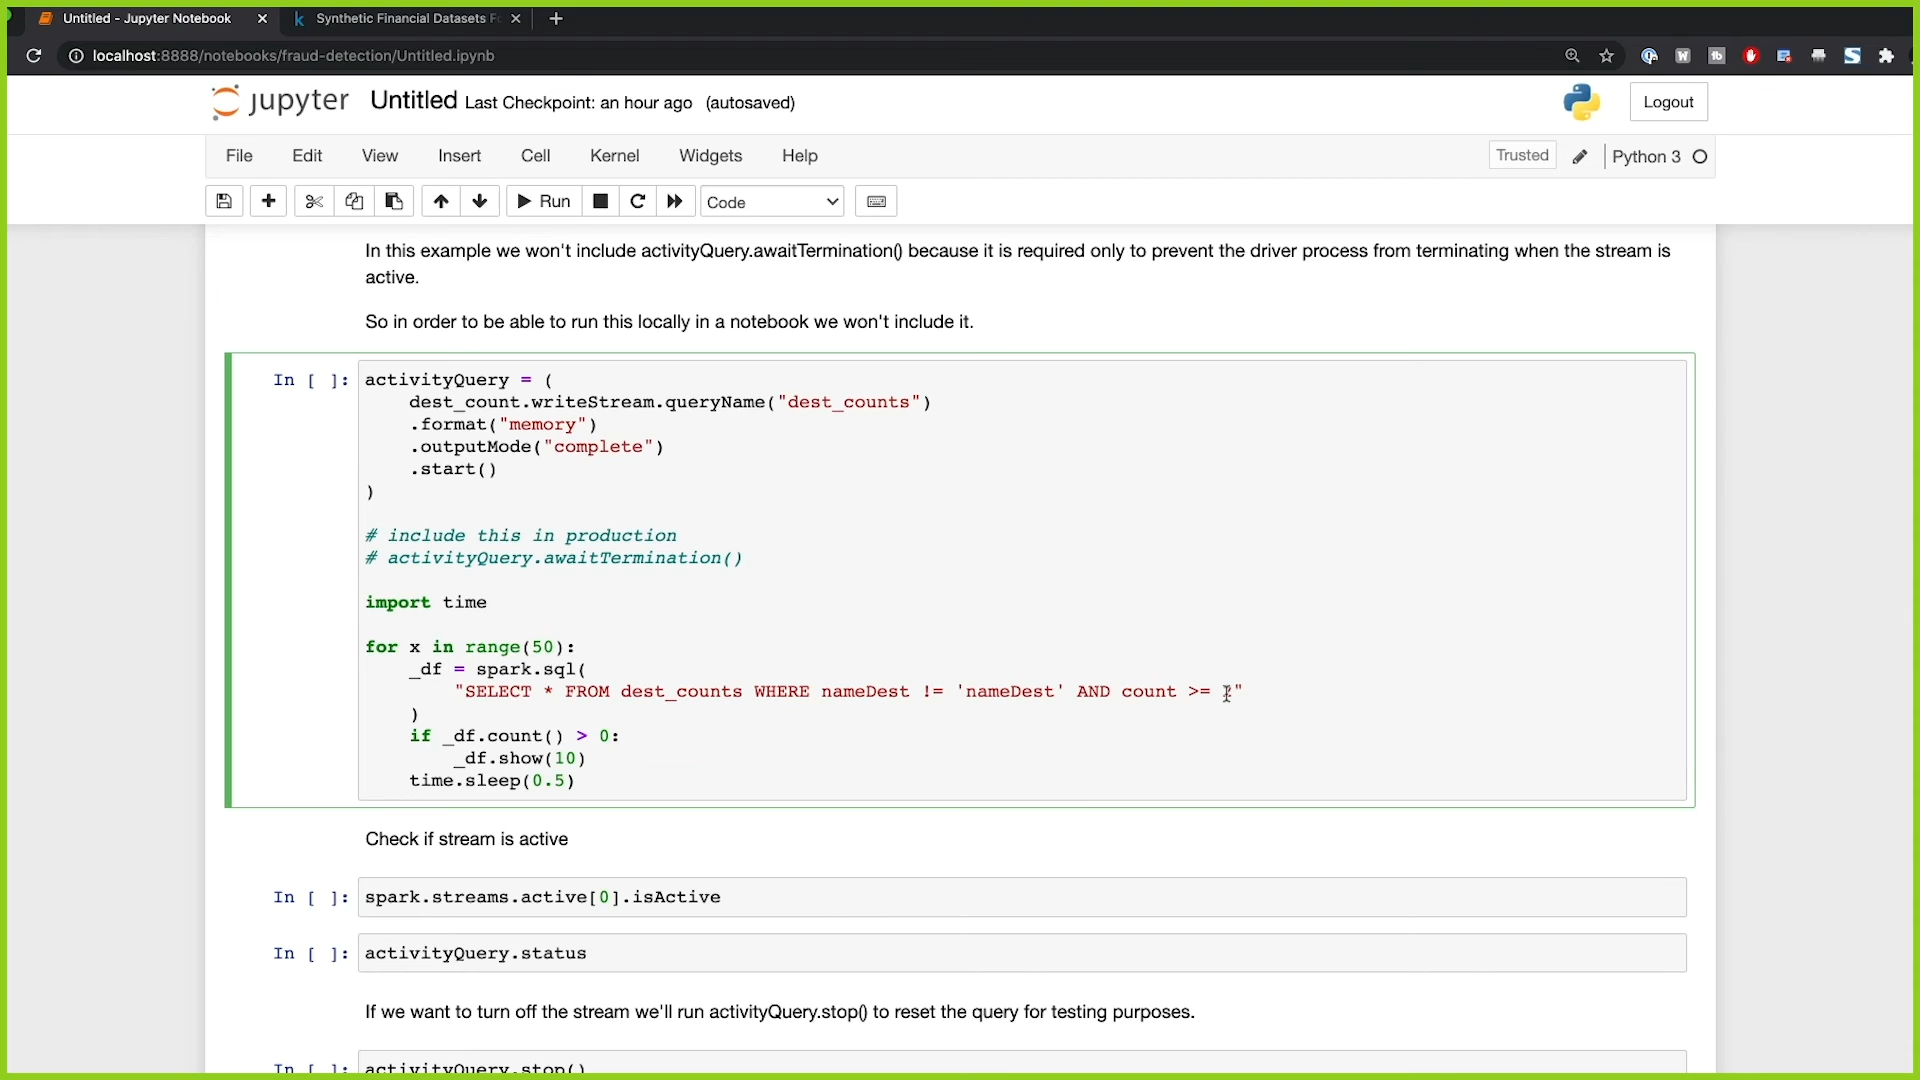 Untitled - Jupyter Notebook
Synthetic Financial Datasets Fo
localhost:8888/notebooks/fraud-detection/Untitled.ipynb
jupyter Untitled Last Checkpoint: an hour ago (autosaved)
Logout
File Edit View Insert Cell Kernel Widgets Help
Trusted Python 3
Run Code
In this example we won't include activityQuery.awaitTermination() because it is required only to prevent the driver process from terminating when the stream is
active.
So in order to be able to run this locally in a notebook we won't include it.
In [ ]: activityQuery = (
dest_count.writeStream.queryName("dest_counts")
.format("memory")
.outputMode("complete")
.start()
)
# include this in production
# activityQuery.awaitTermination()
import time
for x in range(50):
_df = spark.sql(
"SELECT * FROM dest_counts WHERE nameDest != 'nameDest' AND count >= "
)
if _df.count() > 0:
_df.show(10)
time.sleep(0.5)
Check if stream is active
In [ ]: spark.streams.active[0].isActive
In [ ]: activityQuery.status
If we want to turn off the stream we'll run activityQuery.stop() to reset the query for testing purposes.
In [ ]: activityQuery.stop()